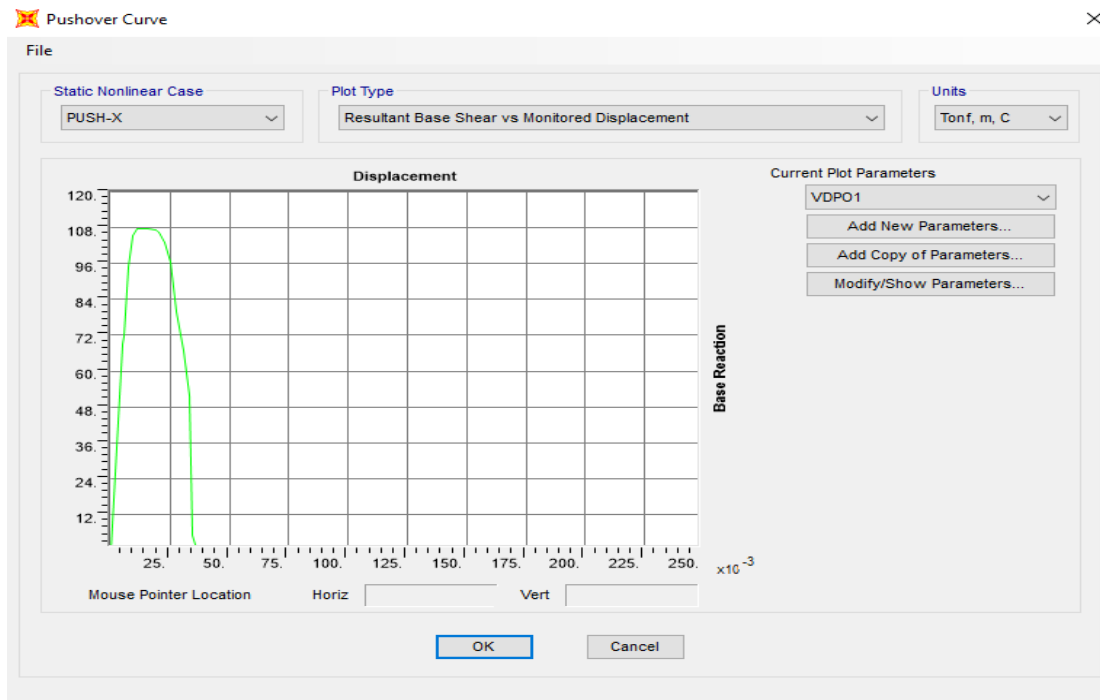 Pushover Curve
File
Static Nonlinear Case
PUSH-X
Plot Type
Resultant Base Shear vs Monitored Displacement
Units
Tonf, m, C
Displacement
120.
108.
96.
84.
72.
60.
48.
36.
24.
12.
25. 50. 75. 100. 125. 150. 175. 200. 225. 250. x10 -3
Base Reaction
Current Plot Parameters
VDPO1
Add New Parameters...
Add Copy of Parameters...
Modify/Show Parameters...
Mouse Pointer Location Horiz Vert
OK Cancel